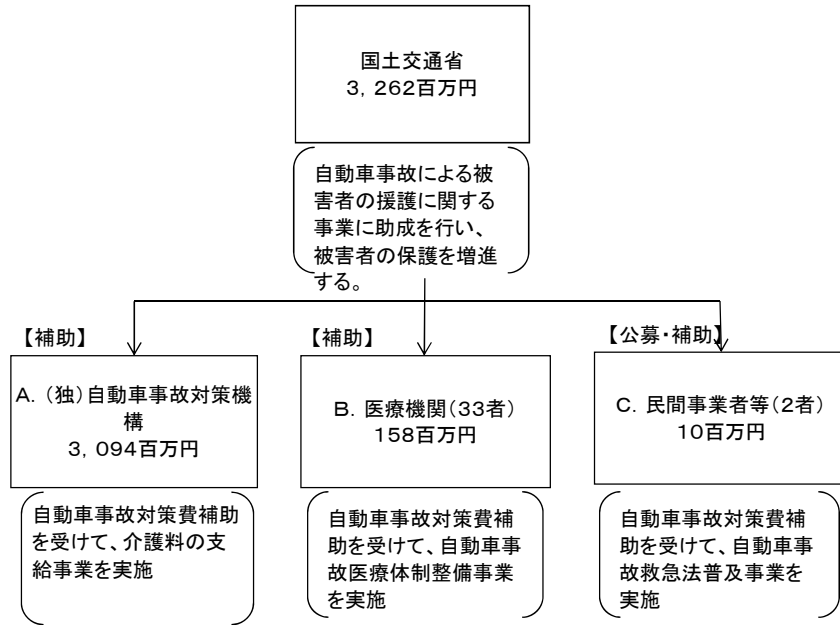 国土交通省
3,262百万円
自動車事故による被
害者の援護に関する
事業に助成を行い、
被害者の保護を増進
する。
【補助】
【補助】
【公募・補助】
A.(独)自動車事故対策機
構
3,094百万円
B.医療機関(33者)
158百万円
C.民間事業者等(2者)
10百万円
自動車事故対策費補助
を受けて、介護料の支
給事業を実施
自動車事故対策費補
助を受けて、自動車事
故医療体制整備事業
を実施
自動車事故対策費補
助を受けて、自動車事
故救急法普及事業を
実施